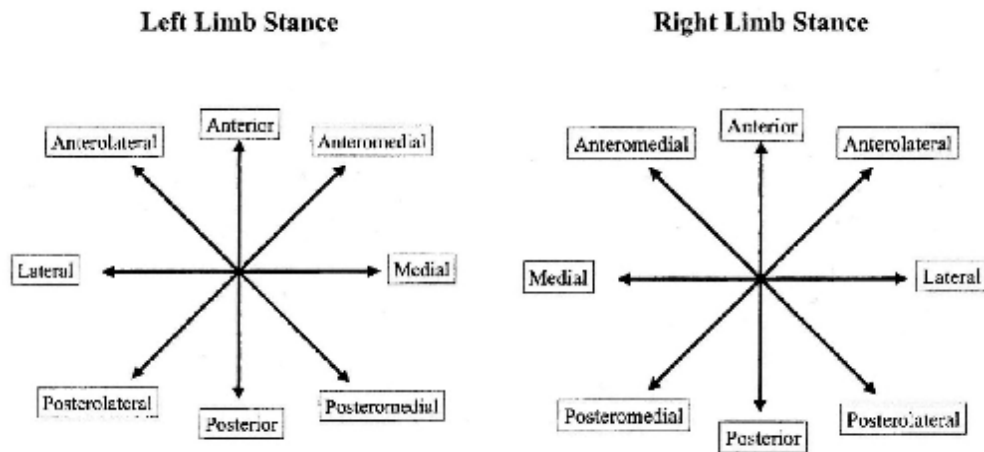 Left Limb Stance
Right Limb Stance
Anterior
Anterolateral
Anteromedial
Lateral
Medial
Posterolateral
Posteromedial
Posterior
Anterior
Anteromedial
Anterolateral
Medial
Lateral
Posteromedial
Posterolateral
Posterior